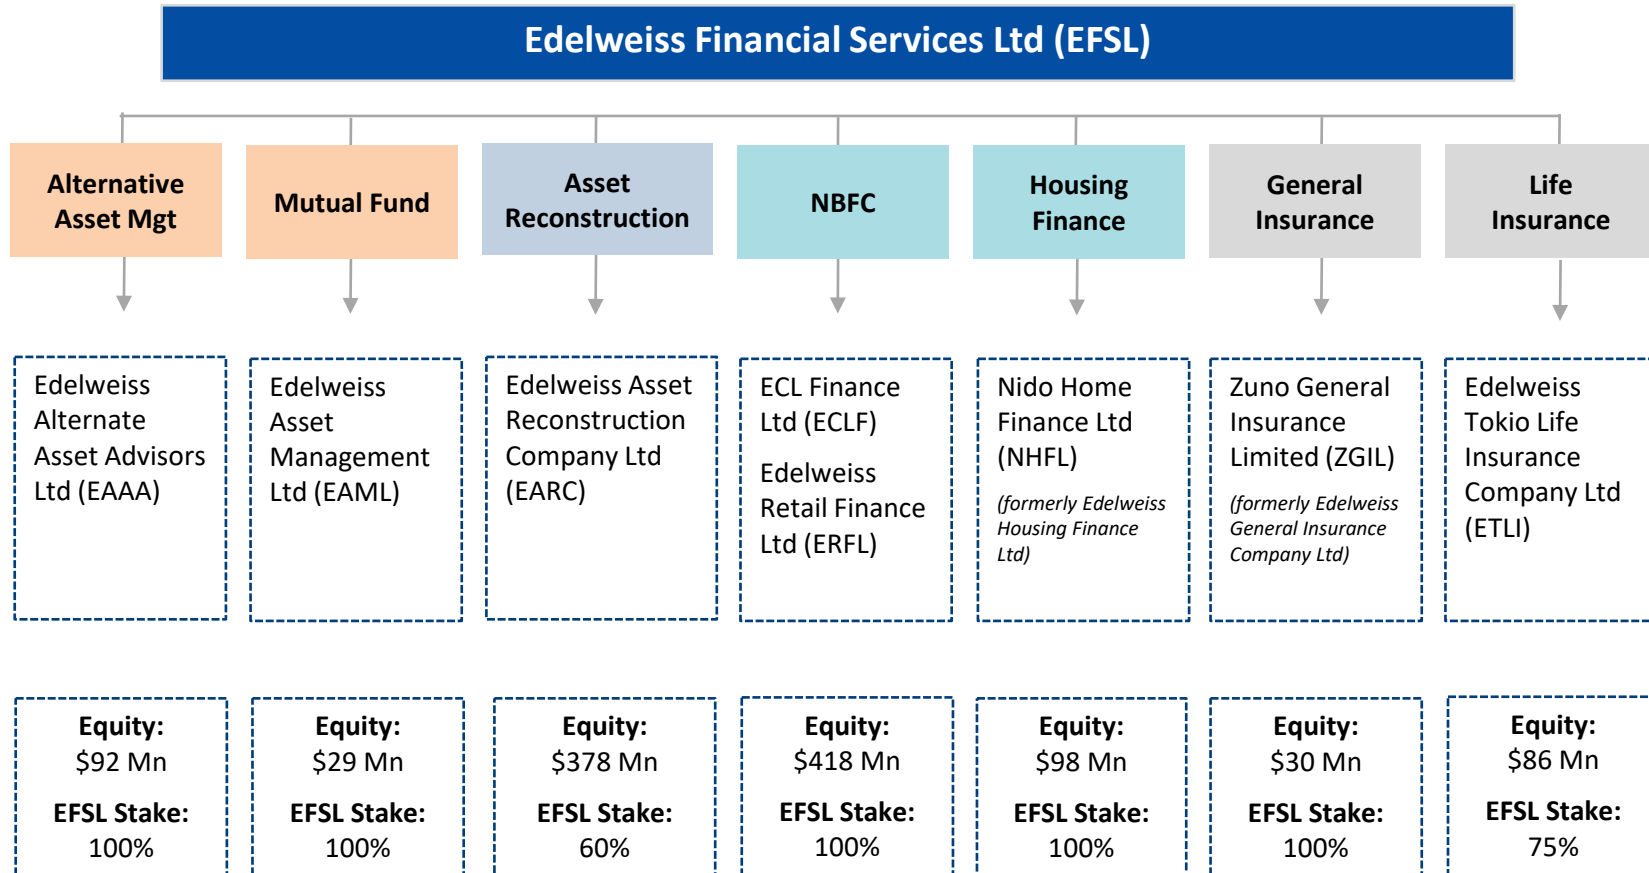 Edelweiss Financial Services Ltd (EFSL)
Alternative
Asset Mgt
Mutual Fund
Asset
Reconstruction
NBFC
Housing
Finance
General
Insurance
Life
Insurance
Edelweiss
Alternate
Asset Advisors
Ltd (EAAA)
Edelweiss
Asset
Management
Ltd (EAML)
Edelweiss Asset
Reconstruction
Company Ltd
(EARC)
ECL Finance
Ltd (ECLF)
Edelweiss
Retail Finance
Ltd (ERFL)
Nido Home
Finance Ltd
(NHFL)
(formerly Edelweiss
Housing Finance
Ltd)
Zuno General
Insurance
Limited (ZGIL)
(formerly Edelweiss
General Insurance
Company Ltd)
Edelweiss
Tokio Life
Insurance
Company Ltd
(ETLI)
Equity:
$92 Mn
EFSL Stake:
100%
Equity:
$29 Mn
EFSL Stake:
100%
Equity:
$378 Mn
EFSL Stake:
60%
Equity:
$418 Mn
EFSL Stake:
100%
Equity:
$98 Mn
EFSL Stake:
100%
Equity:
$30 Mn
EFSL Stake:
100%
Equity:
$86 Mn
EFSL Stake:
75%